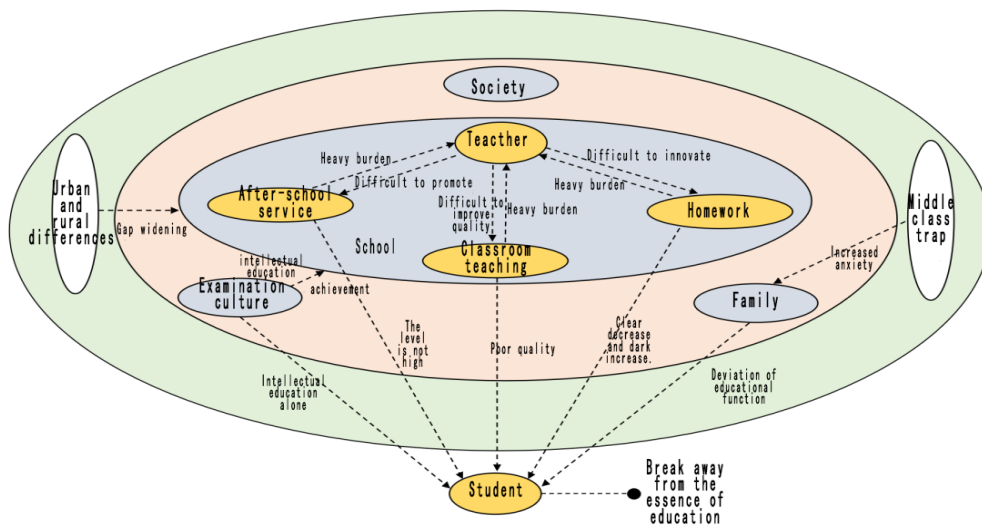 Society
Teacther
Heavy burden
Difficult to innovate
Difficult to promote
Heavy burden
After-school
service
Difficult to
improve
quality
Heavy burden
Homework
Urban
and
rural
differences
Gap widening
School
Classroom
teaching
Middle class
trap
Increased
anxiety
intellectual
education
achievement
Examination
culture
Family
The
level
is not
high
Poor quality
Clear
decrease
and dark
increase.
Intellectual
education
alone
Deviation of
educational
function
Student
Break away
from the
essence of
education